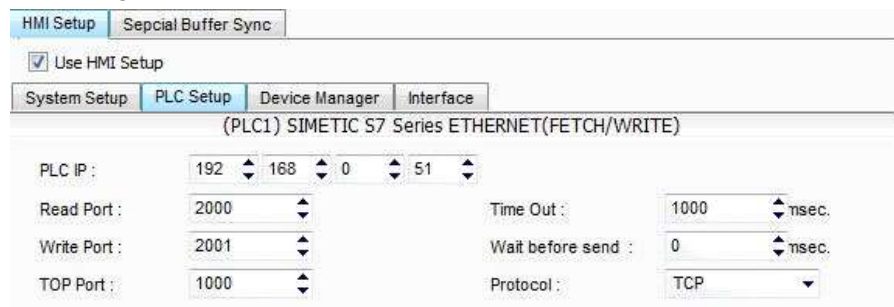 HMI Setup Sepcial Buffer Sync
Use HMI Setup
System Setup PLC Setup Device Manager Interface
(PLC1) SIMETIC S7 Series ETHERNET(FETCH/WRITE)
PLC IP : 192 168 0 51
Read Port : 2000 Time Out : 1000 msec.
Write Port : 2001 Wait before send : 0 msec.
TOP Port : 1000 Protocol : TCP